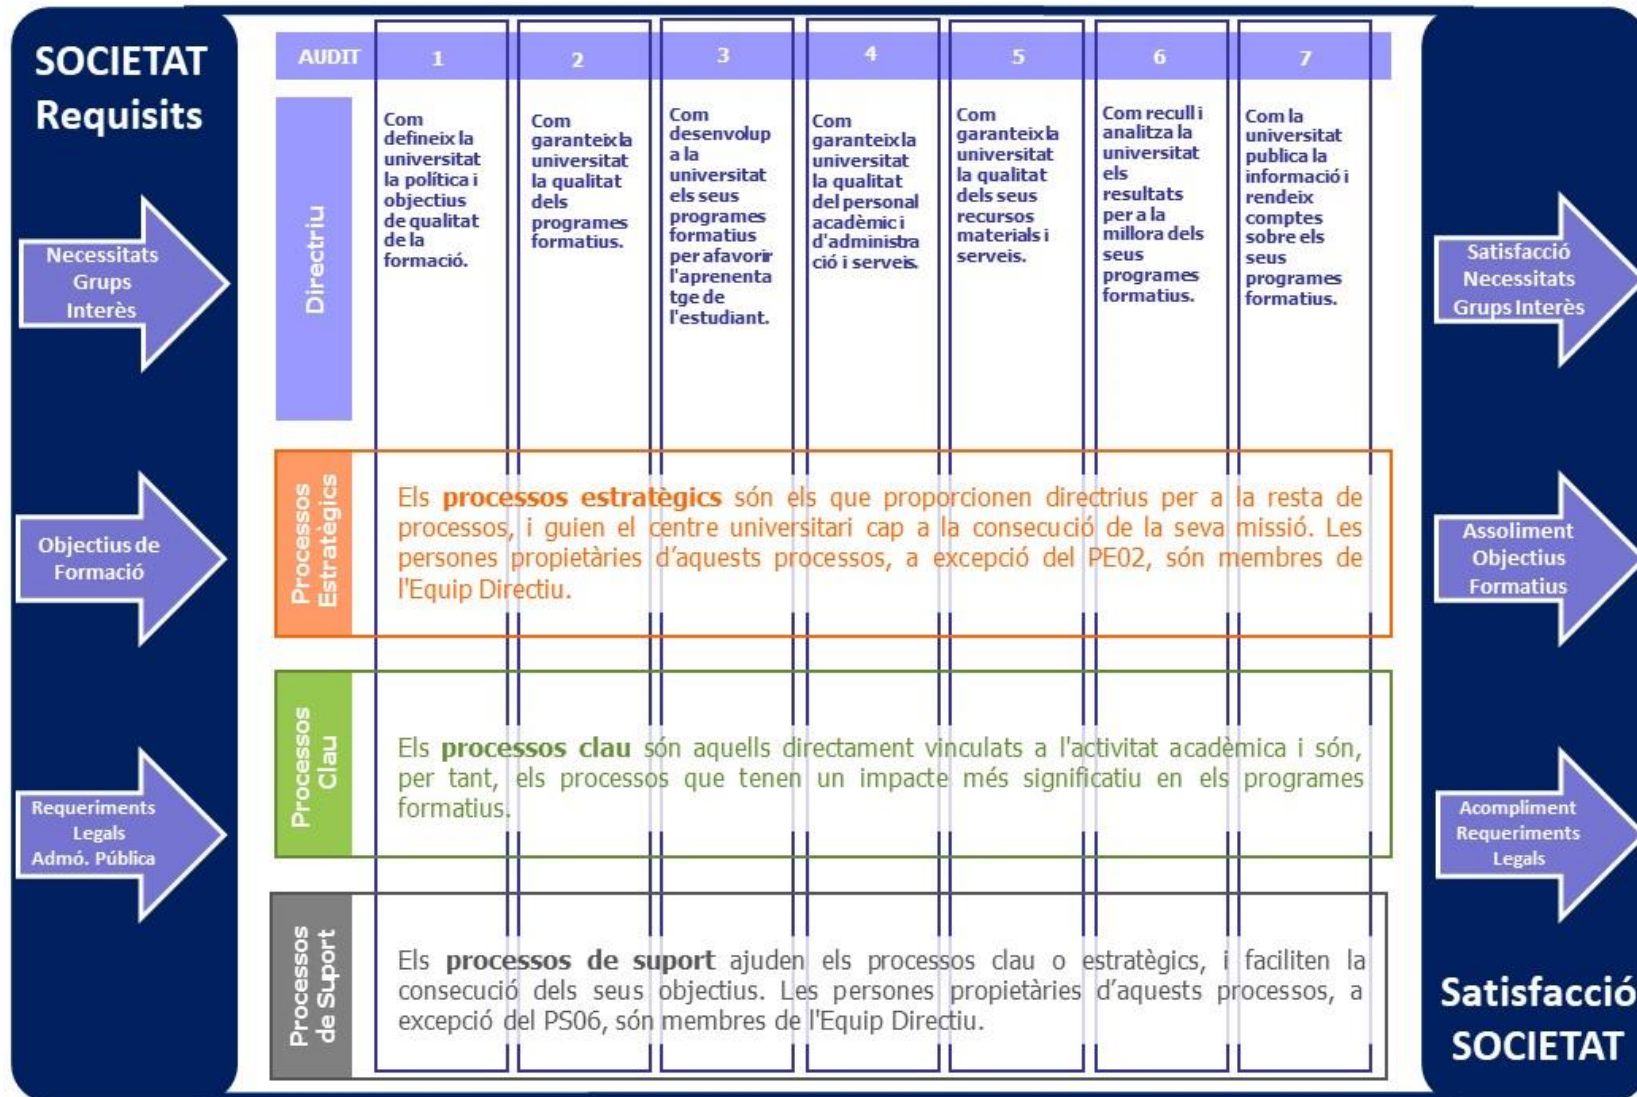 SOCIETAT
Requisits
Necessitats
Grups
Interès
Objectius de
Formació
Requeriments
Legals
Admó. Pública
AUDIT
1
2
3
4
5
6
7
Directriu
Com
defineix la
universitat
la política i
objectius
de qualitat
de la
formació.
Com
garanteix la
universitat
la qualitat
dels
programes
formatius.
Com
desenvolup
a la
universitat
els seus
programes
formatius
per afavorir
l'aprenenta
tge de
l'estudiant.
Com
garanteix la
universitat
la qualitat
del personal
acadèmic i
d'administra
ció i serveis.
Com
garanteix la
universitat
la qualitat
dels seus
recursos
materials i
serveis.
Com recull i
analitza la
universitat
els
resultats
per a la
millora dels
seus
programes
formatius.
Com la
universitat
publica la
informació i
rendeix
comptes
sobre els
seus
programes
formatius.
Processos
Estratègics
Els processos estratègics són els que proporcionen directrius per a la resta de
processos, i guien el centre universitari cap a la consecució de la seva missió. Les
persones propietàries d’aquests processos, a excepció del PE02, són membres de
l'Equip Directiu.
Processos
Clau
Els processos clau són aquells directament vinculats a l'activitat acadèmica i són,
per tant, els processos que tenen un impacte més significatiu en els programes
formatius.
Processos
de Suport
Els processos de suport ajuden els processos clau o estratègics, i faciliten la
consecució dels seus objectius. Les persones propietàries d’aquests processos, a
excepció del PS06, són membres de l'Equip Directiu.
Satisfacció
Necessitats
Grups Interès
Assoliment
Objectius
Formatius
Acompliment
Requeriments
Legals
Satisfacció
SOCIETAT